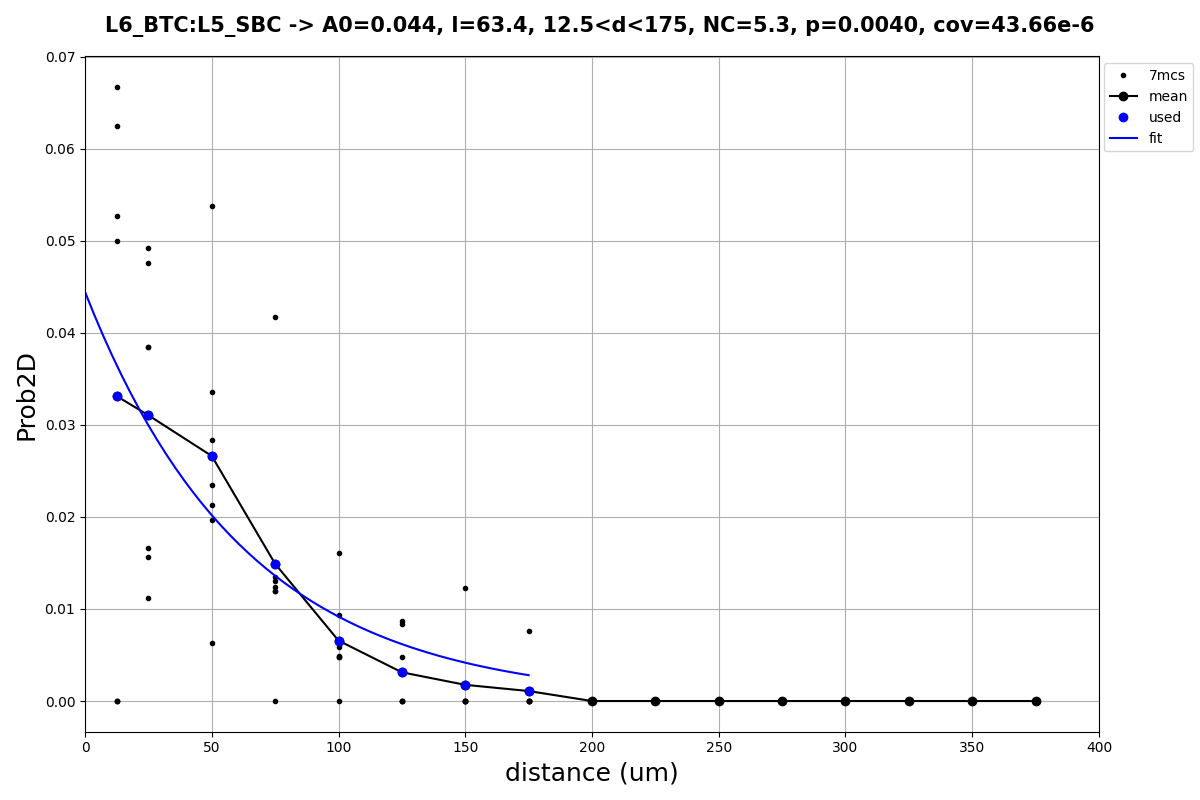 L6_BTC:L5_SBC -> A0=0.044, l=63.4, 12.5<d<175, NC=5.3, p=0.0040, cov=43.66e-6
7mcs
mean
used
fit
0.07
0.06
0.05
0.04
0.03
0.02
0.01
0.00
Prob2D
0 50 100 150 200 250 300 350 400
distance (um)